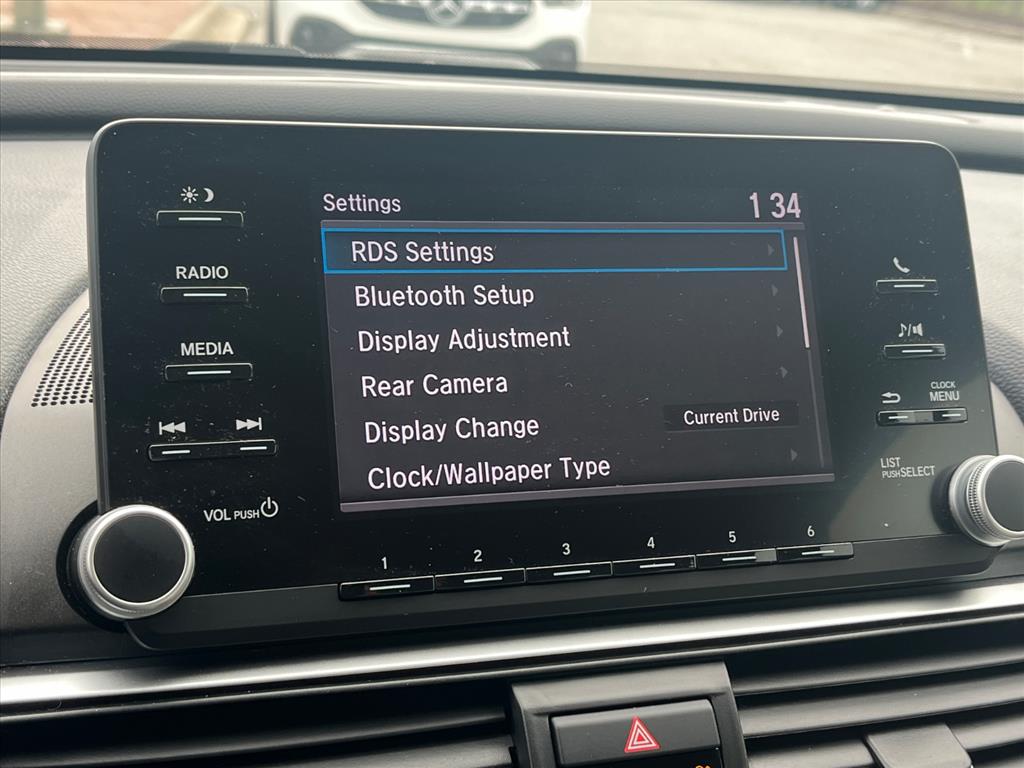 Settings
1 34
RDS Settings
Bluetooth Setup
Display Adjustment
Rear Camera
Display Change
Current Drive
Clock/Wallpaper Type
RADIO
MEDIA
VOL PUSH
CLOCK
MENU
LIST
PUSH SELECT
1 2 3 4 5 6